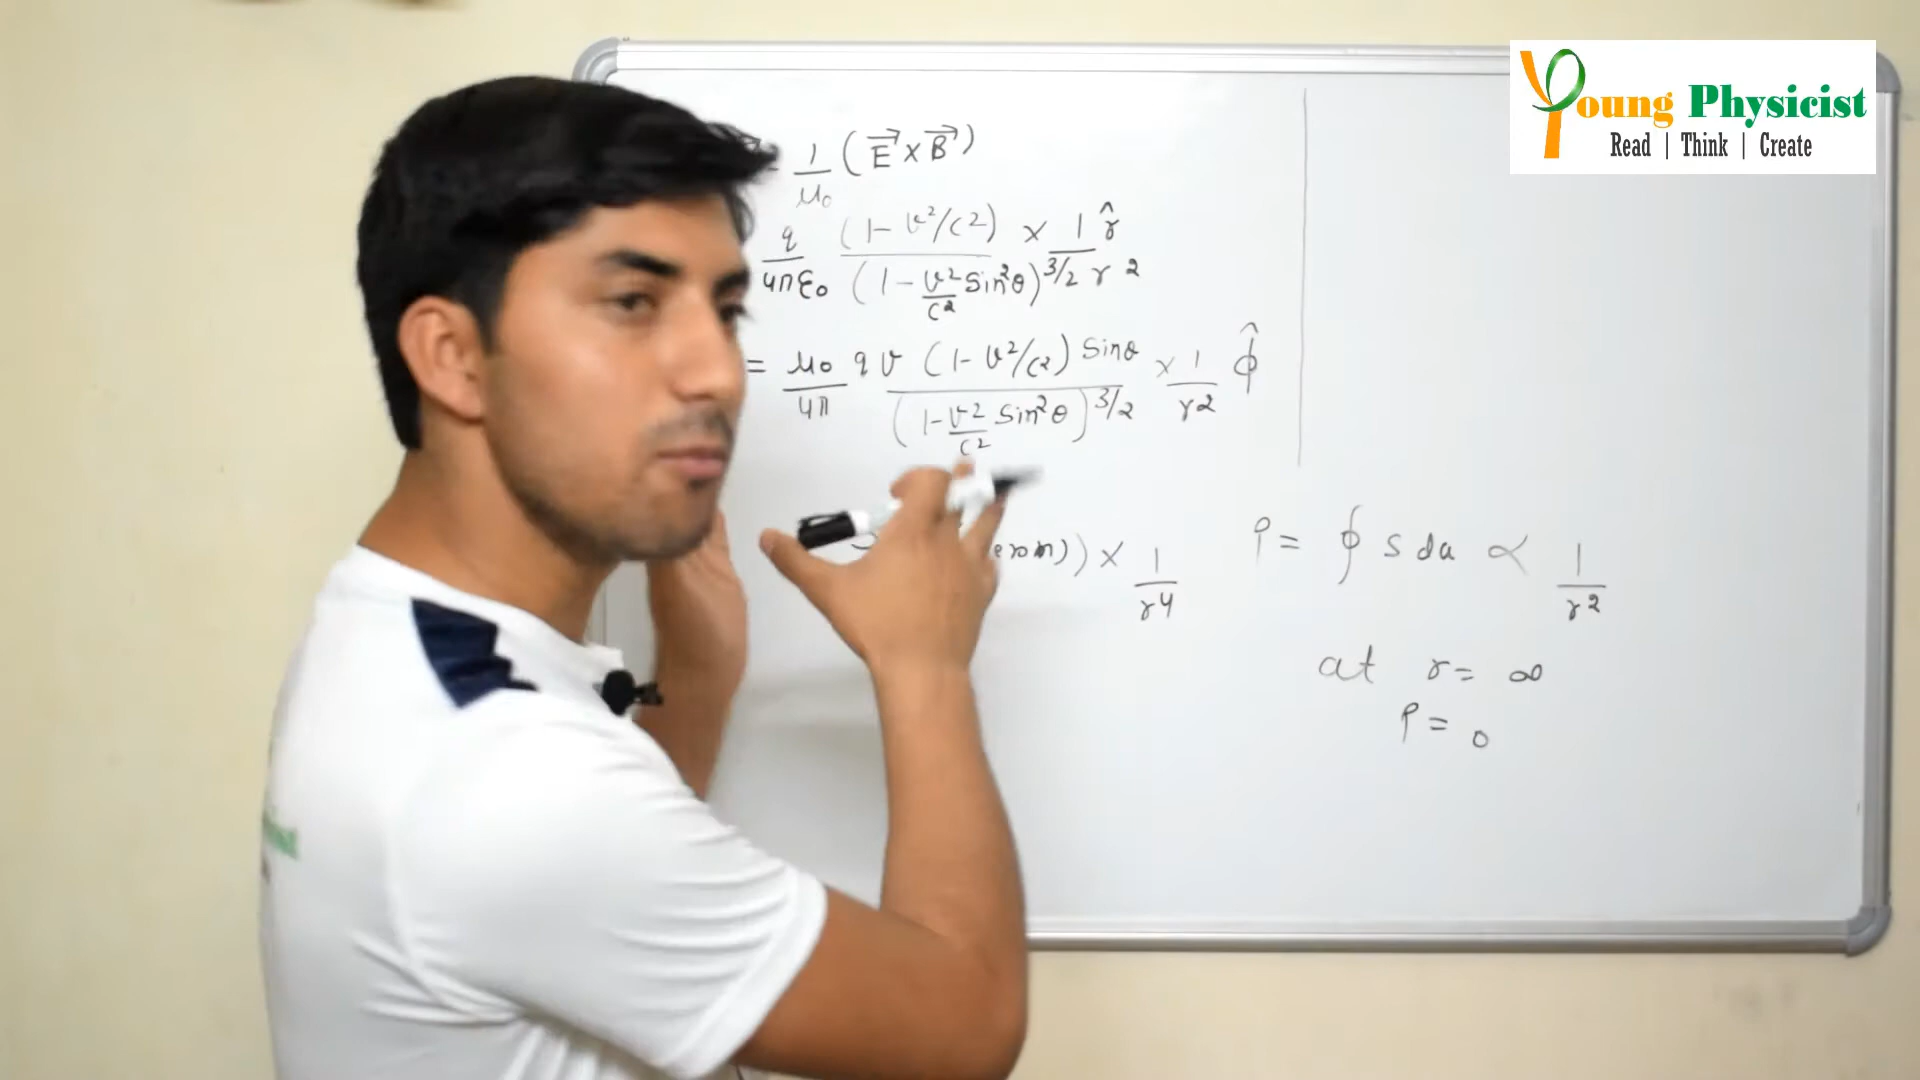 Young Physicist
Read | Think | Create
= 1/μ₀ (E⃗ × B⃗)
q/4πε₀ (1 - v²/c²)/(1 - v²/c² Sin²θ)^3/2 × 1/r² r̂
= μ₀/4π q v (1 - v²/c²) Sinθ/(1 - v²/c² Sin²θ)^3/2 × 1/r² φ̂
) × 1/r⁴
P = ∮ S da ∝ 1/r²
at r = ∞
P = 0